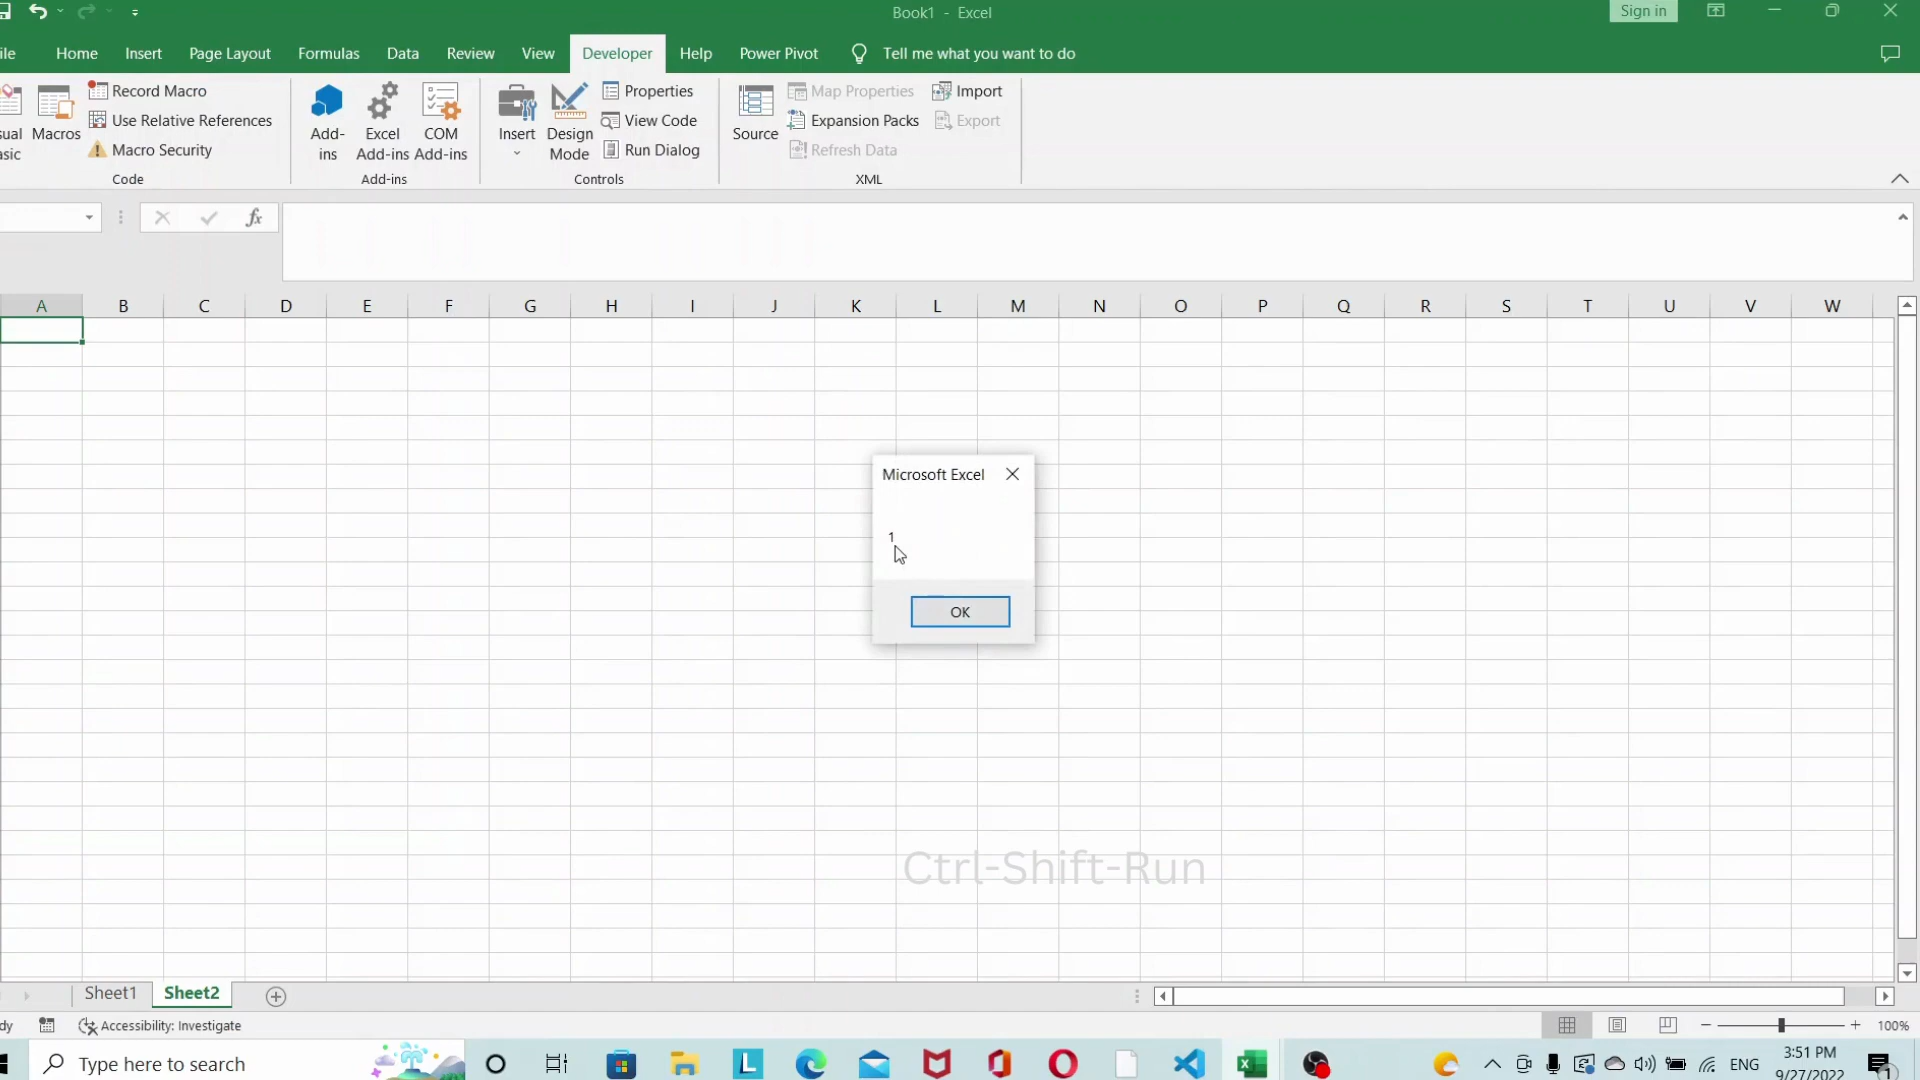 Book1 - Excel
Sign in
ile Home Insert Page Layout Formulas Data Review View Developer Help Power Pivot Tell me what you want to do
Record Macro
Use Relative References
Macro Security
sual
asic
Macros
Code
Add-
ins
Excel
Add-ins
COM
Add-ins
Add-ins
Insert
Design
Mode
Properties
View Code
Run Dialog
Controls
Source
Map Properties
Expansion Packs
Refresh Data
Import
Export
XML
fx
A B C D E F G H I J K L M N O P Q R S T U V W
Microsoft Excel
1
OK
Ctrl-Shift-Run
Sheet1 Sheet2
dy Accessibility: Investigate
100%
Type here to search
L
ENG
3:51 PM
9/27/2022
1